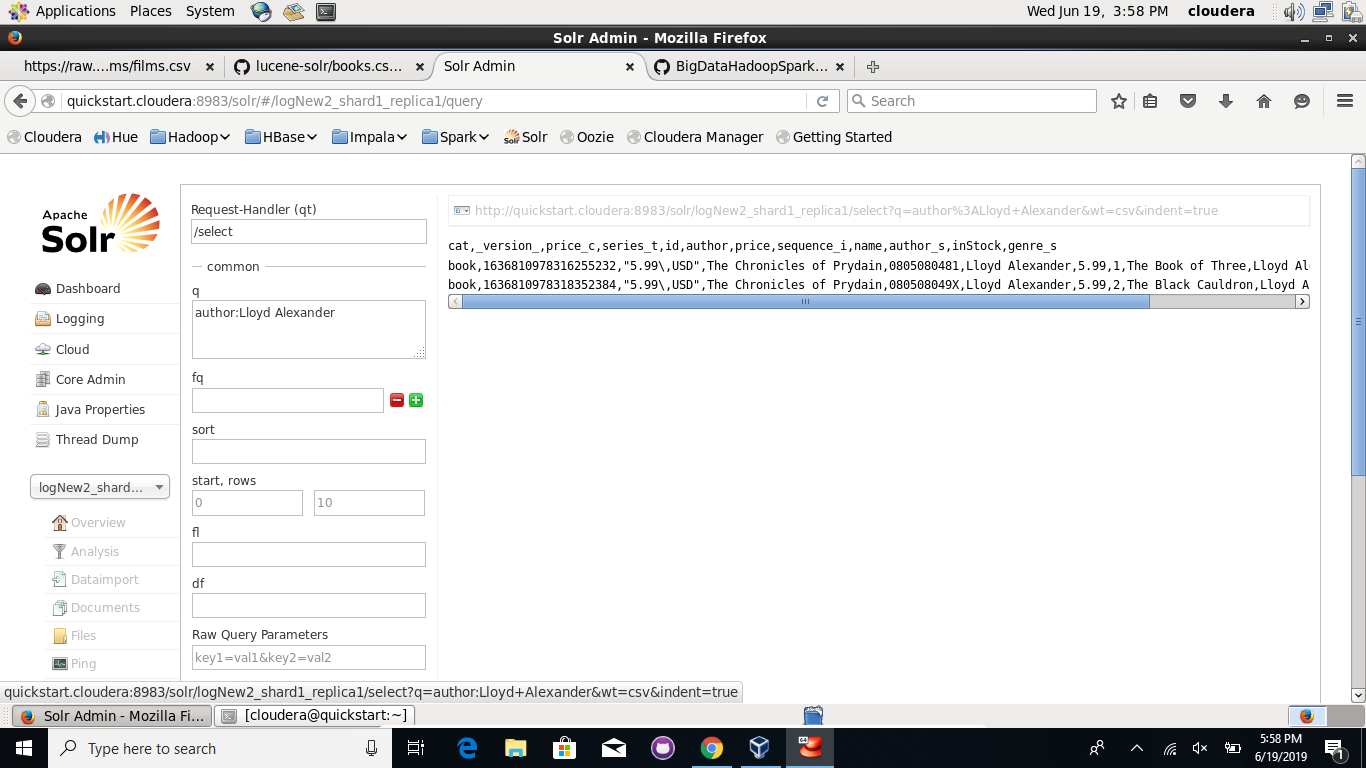 Applications Places System Wed Jun 19, 3:58 PM cloudera
Solr Admin - Mozilla Firefox
https://raw....ms/films.csv lucene-solr/books.cs... Solr Admin BigDataHadoopSpark...
quickstart.cloudera:8983/solr/#/logNew2_shard1_replica1/query Search
Cloudera Hue Hadoop HBase Impala Spark Solr Oozie Cloudera Manager Getting Started
Apache
Solr
Dashboard
Logging
Cloud
Core Admin
Java Properties
Thread Dump
logNew2_shard...
Overview
Analysis
Dataimport
Documents
Files
Ping
Request-Handler (qt)
/select
common
q
author:Lloyd Alexander
fq
sort
start, rows
0 10
fl
df
Raw Query Parameters
key1=val1&key2=val2
http://quickstart.cloudera:8983/solr/logNew2_shard1_replica1/select?q=author%3ALloyd+Alexander&wt=csv&indent=true
cat,_version_,price_c,series_t,id,author,price,sequence_i,name,author_s,inStock,genre_s
book,1636810978316255232,"5.99\,USD",The Chronicles of Prydain,0805080481,Lloyd Alexander,5.99,1,The Book of Three,Lloyd Al
book,1636810978318352384,"5.99\,USD",The Chronicles of Prydain,080508049X,Lloyd Alexander,5.99,2,The Black Cauldron,Lloyd A
quickstart.cloudera:8983/solr/logNew2_shard1_replica1/select?q=author:Lloyd+Alexander&wt=csv&indent=true
Solr Admin - Mozilla Fi... [cloudera@quickstart:~]
Type here to search
5:58 PM
6/19/2019
1